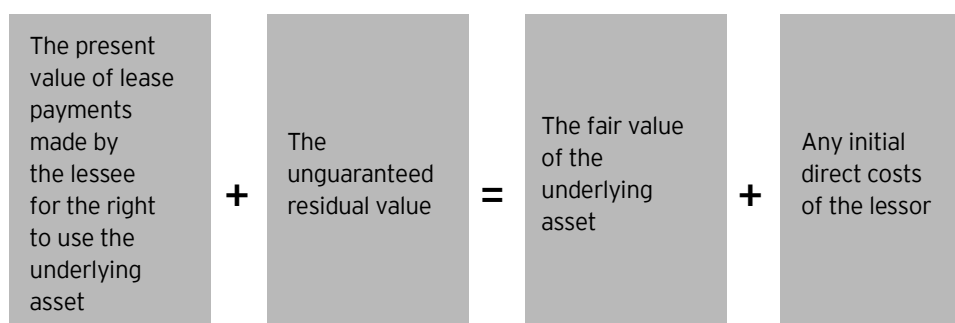 The present
value of lease
payments
made by
the lessee
for the right
to use the
underlying
asset
+
The
unguaranteed
residual value
=
The fair value
of the
underlying
asset
+
Any initial
direct costs
of the lessor